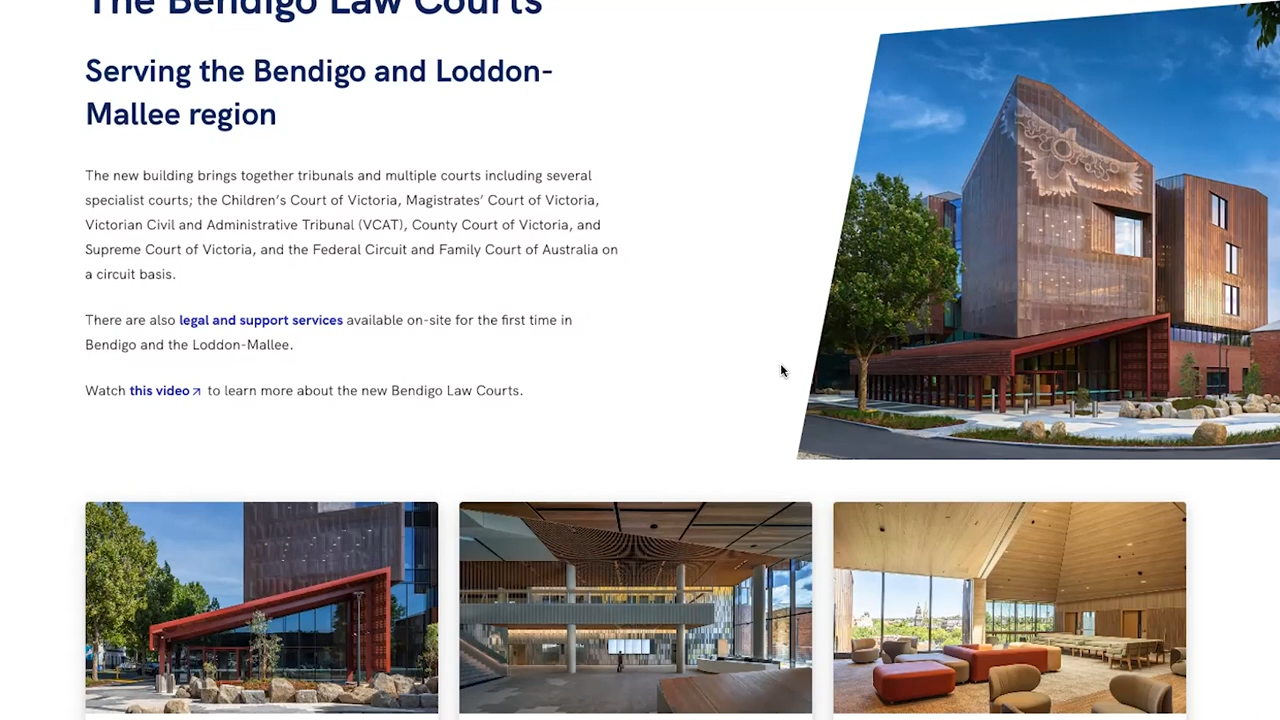 The Bendigo Law Courts
Serving the Bendigo and Loddon-
Mallee region
The new building brings together tribunals and multiple courts including several
specialist courts; the Children’s Court of Victoria, Magistrates’ Court of Victoria,
Victorian Civil and Administrative Tribunal (VCAT), County Court of Victoria, and
Supreme Court of Victoria, and the Federal Circuit and Family Court of Australia on
a circuit basis.
There are also legal and support services available on-site for the first time in
Bendigo and the Loddon-Mallee.
Watch this video to learn more about the new Bendigo Law Courts.